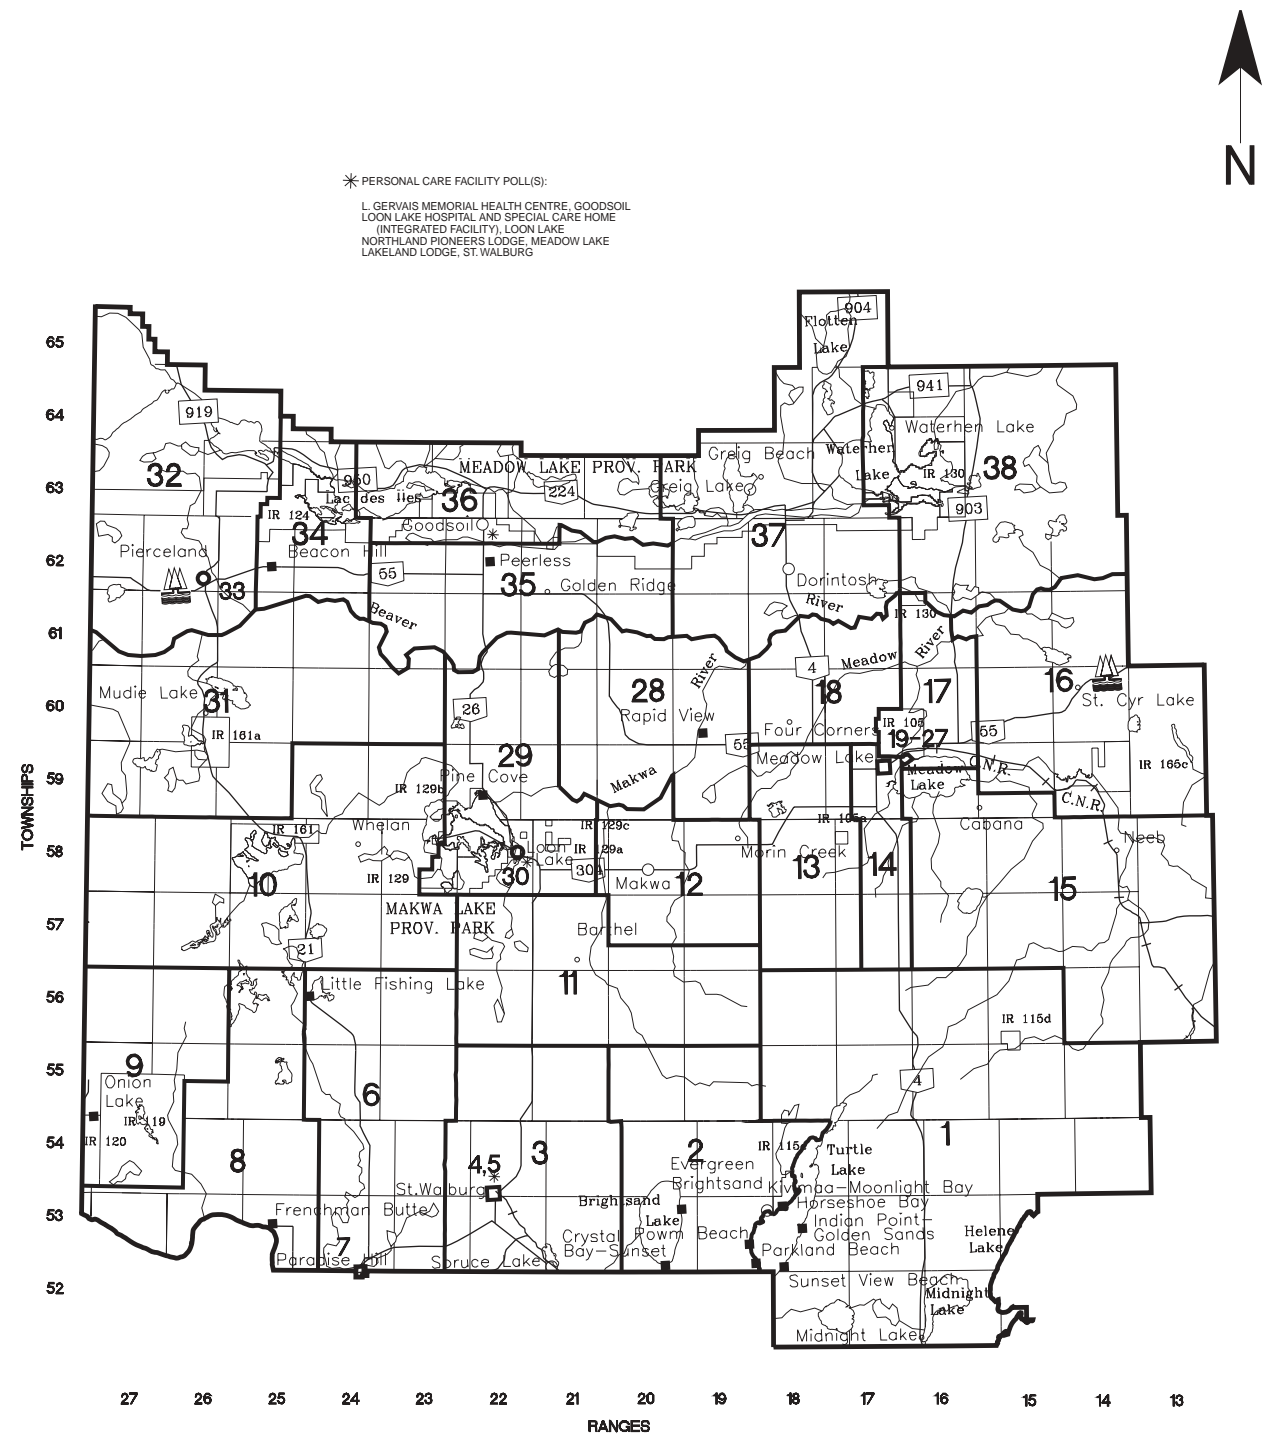 N
PERSONAL CARE FACILITY POLL(S):
L. GERVAIS MEMORIAL HEALTH CENTRE, GOODSOIL
LOON LAKE HOSPITAL AND SPECIAL CARE HOME
(INTEGRATED FACILITY), LOON LAKE
NORTHLAND PIONEERS LODGE, MEADOW LAKE
LAKELAND LODGE, ST. WALBURG
904
Flotten
Lake
65
64
63
62
61
60
59
58
57
56
55
54
53
52
TOWNSHIPS
919
941
Waterhen Lake
32
Greig Beach
Waterhen
Lake
IR 130
38
MEADOW LAKE PROV. PARK
950
Lac des Iles
36
224
Greig Lake
903
IR 124
34
Goodsoil
37
Pierceland
Beacon Hill
Peerless
55
35
Golden Ridge
Dorintosh
33
Beaver
River
IR 130
River
4
Meadow
Mudie Lake
31
26
28
River
18
17
16
St. Cyr Lake
Rapid View
Four Corners
IR 105
19-27
55
55
IR 161a
29
Pine Cove
Makwa
Meadow Lake
Meadow
Lake
C.N.R.
IR 165c
IR 129b
C.N.R.
IR 161
Whelan
IR 129c
IR 105a
Cabana
Neeb
Loon
Lake
IR 129a
Morin Creek
10
IR 129
30
304
Makwa
12
13
14
15
MAKWA LAKE
PROV. PARK
Barthel
21
Little Fishing Lake
11
IR 115d
9
Onion
Lake
6
4
IR 119
IR 120
8
4,5
3
2
IR 115c
1
Turtle
Lake
Evergreen
Brightsand
St.Walburg
Brightsand
Lake
Kivimaa-Moonlight Bay
Horseshoe Bay
Frenchman Butte
Indian Point-
Golden Sands
Helene
Lake
Crystal
Bay-Sunset
Powm Beach
7
Paradise Hill
Spruce Lake
Parkland Beach
Sunset View Beach
Midnight
Lake
Midnight Lake
27 26 25 24 23 22 21 20 19 18 17 16 15 14 13
RANGES